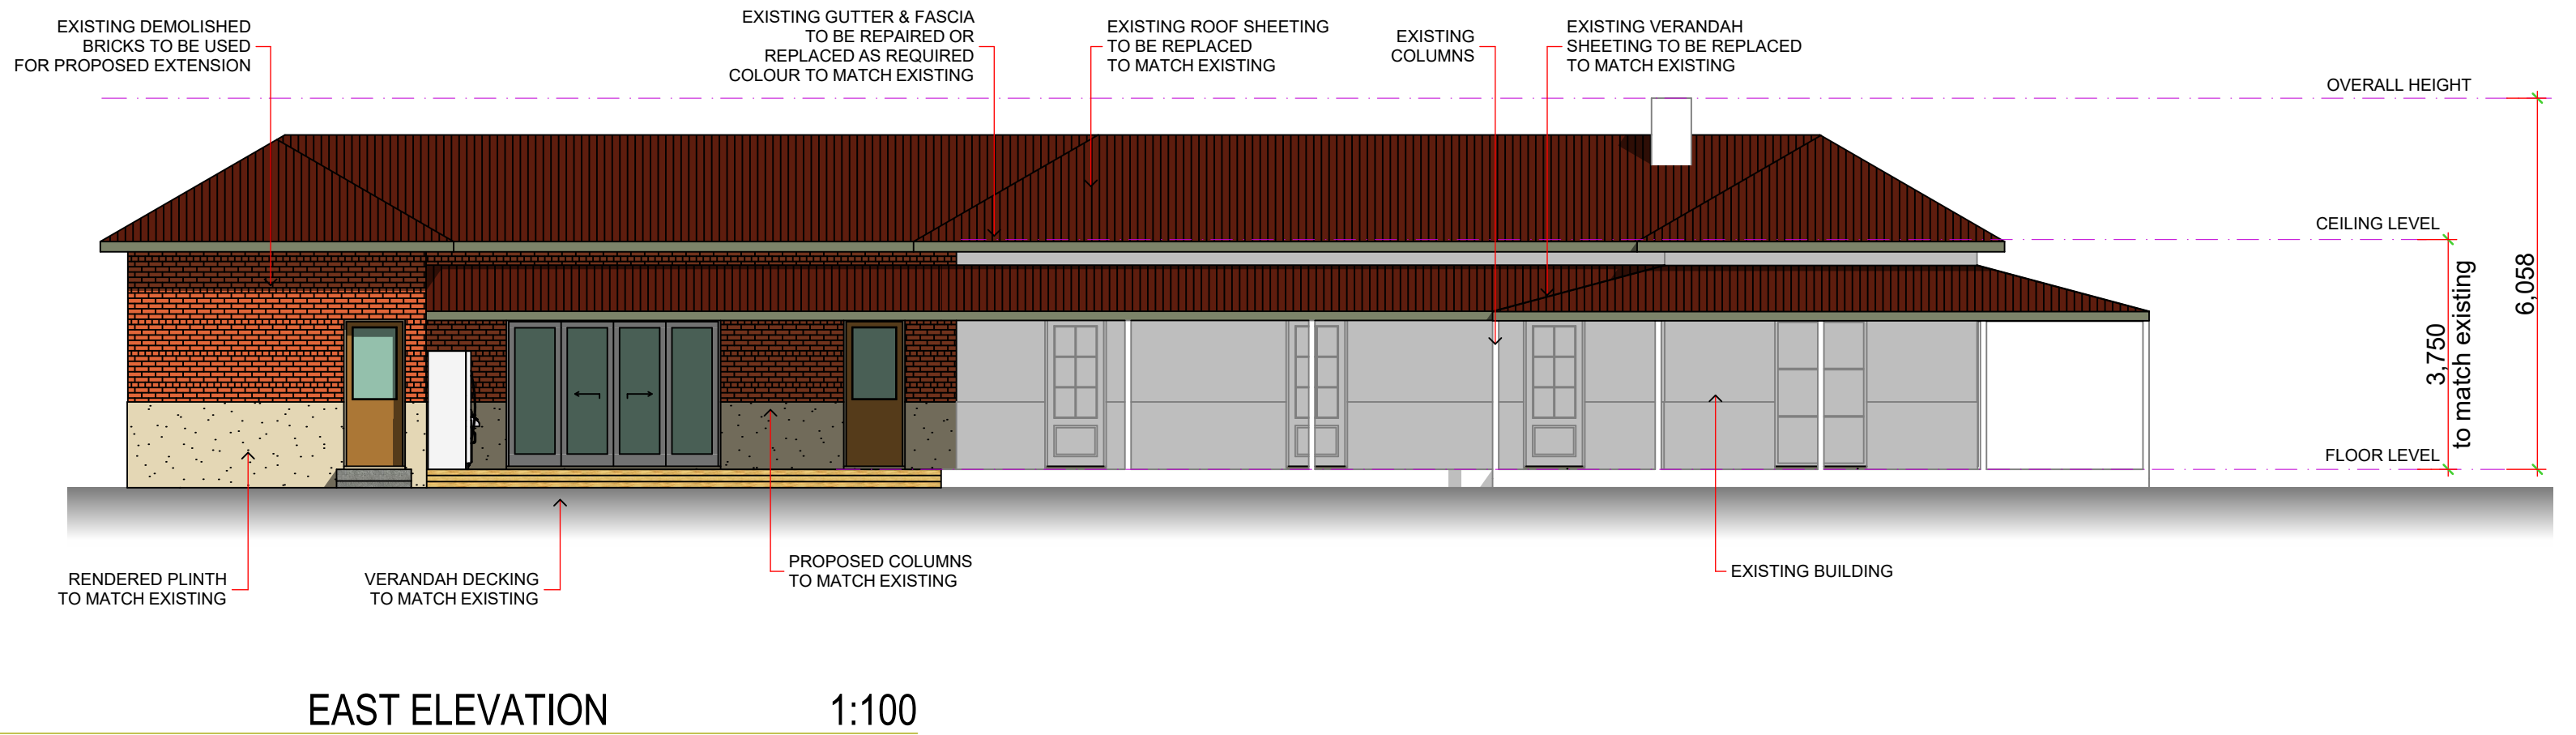 EXISTING DEMOLISHED
BRICKS TO BE USED
FOR PROPOSED EXTENSION
EXISTING GUTTER & FASCIA
TO BE REPAIRED OR
REPLACED AS REQUIRED
COLOUR TO MATCH EXISTING
EXISTING ROOF SHEETING
TO BE REPLACED
TO MATCH EXISTING
EXISTING
COLUMNS
EXISTING VERANDAH
SHEETING TO BE REPLACED
TO MATCH EXISTING
OVERALL HEIGHT
CEILING LEVEL
FLOOR LEVEL
3,750
to match existing
6,058
RENDERED PLINTH
TO MATCH EXISTING
VERANDAH DECKING
TO MATCH EXISTING
PROPOSED COLUMNS
TO MATCH EXISTING
EXISTING BUILDING
EAST ELEVATION 1:100